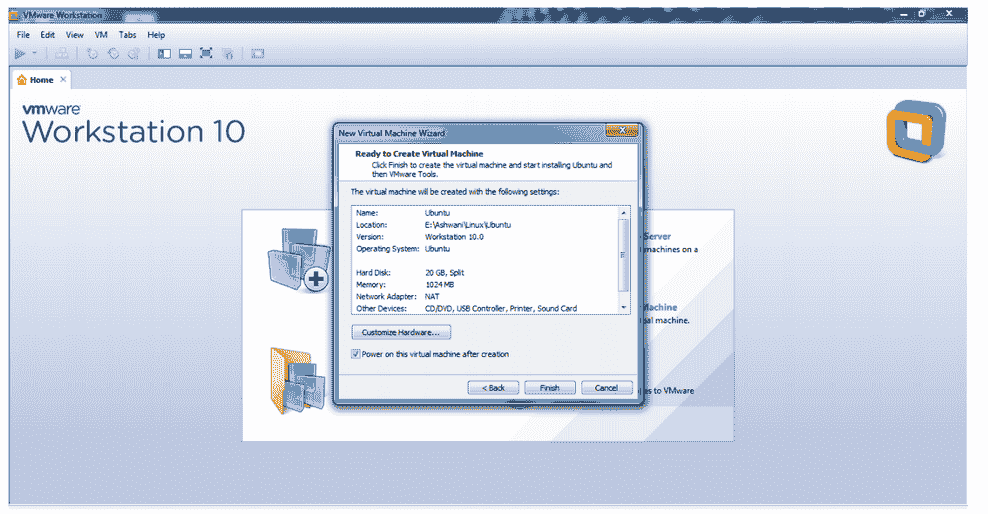 VMware Workstation
File Edit View VM Tabs Help
Home
vmware
Workstation 10
New Virtual Machine Wizard
Ready to Create Virtual Machine
Click Finish to create the virtual machine and start installing Ubuntu and
then VMware Tools.
The virtual machine will be created with the following settings:
Name: Ubuntu
Location: E:\Ashwani\Linux\Ubuntu
Version: Workstation 10.0
Operating System: Ubuntu
Hard Disk: 20 GB, Split
Memory: 1024 MB
Network Adapter: NAT
Other Devices: CD/DVD, USB Controller, Printer, Sound Card
Customize Hardware...
Power on this virtual machine after creation
< Back Finish Cancel
Server
machines on a
Machine
machine.
to VMware